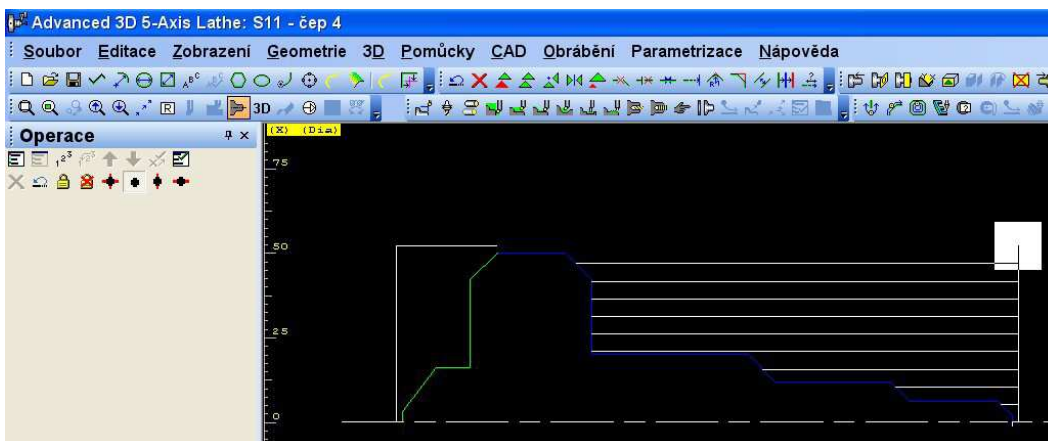 Advanced 3D 5-Axis Lathe: S11 - čep 4
Soubor Editace Zobrazení Geometrie 3D Pomůcky CAD Obrábění Parametrizace Nápověda
3D
Operace
(X) (Dia)
75
50
25
0